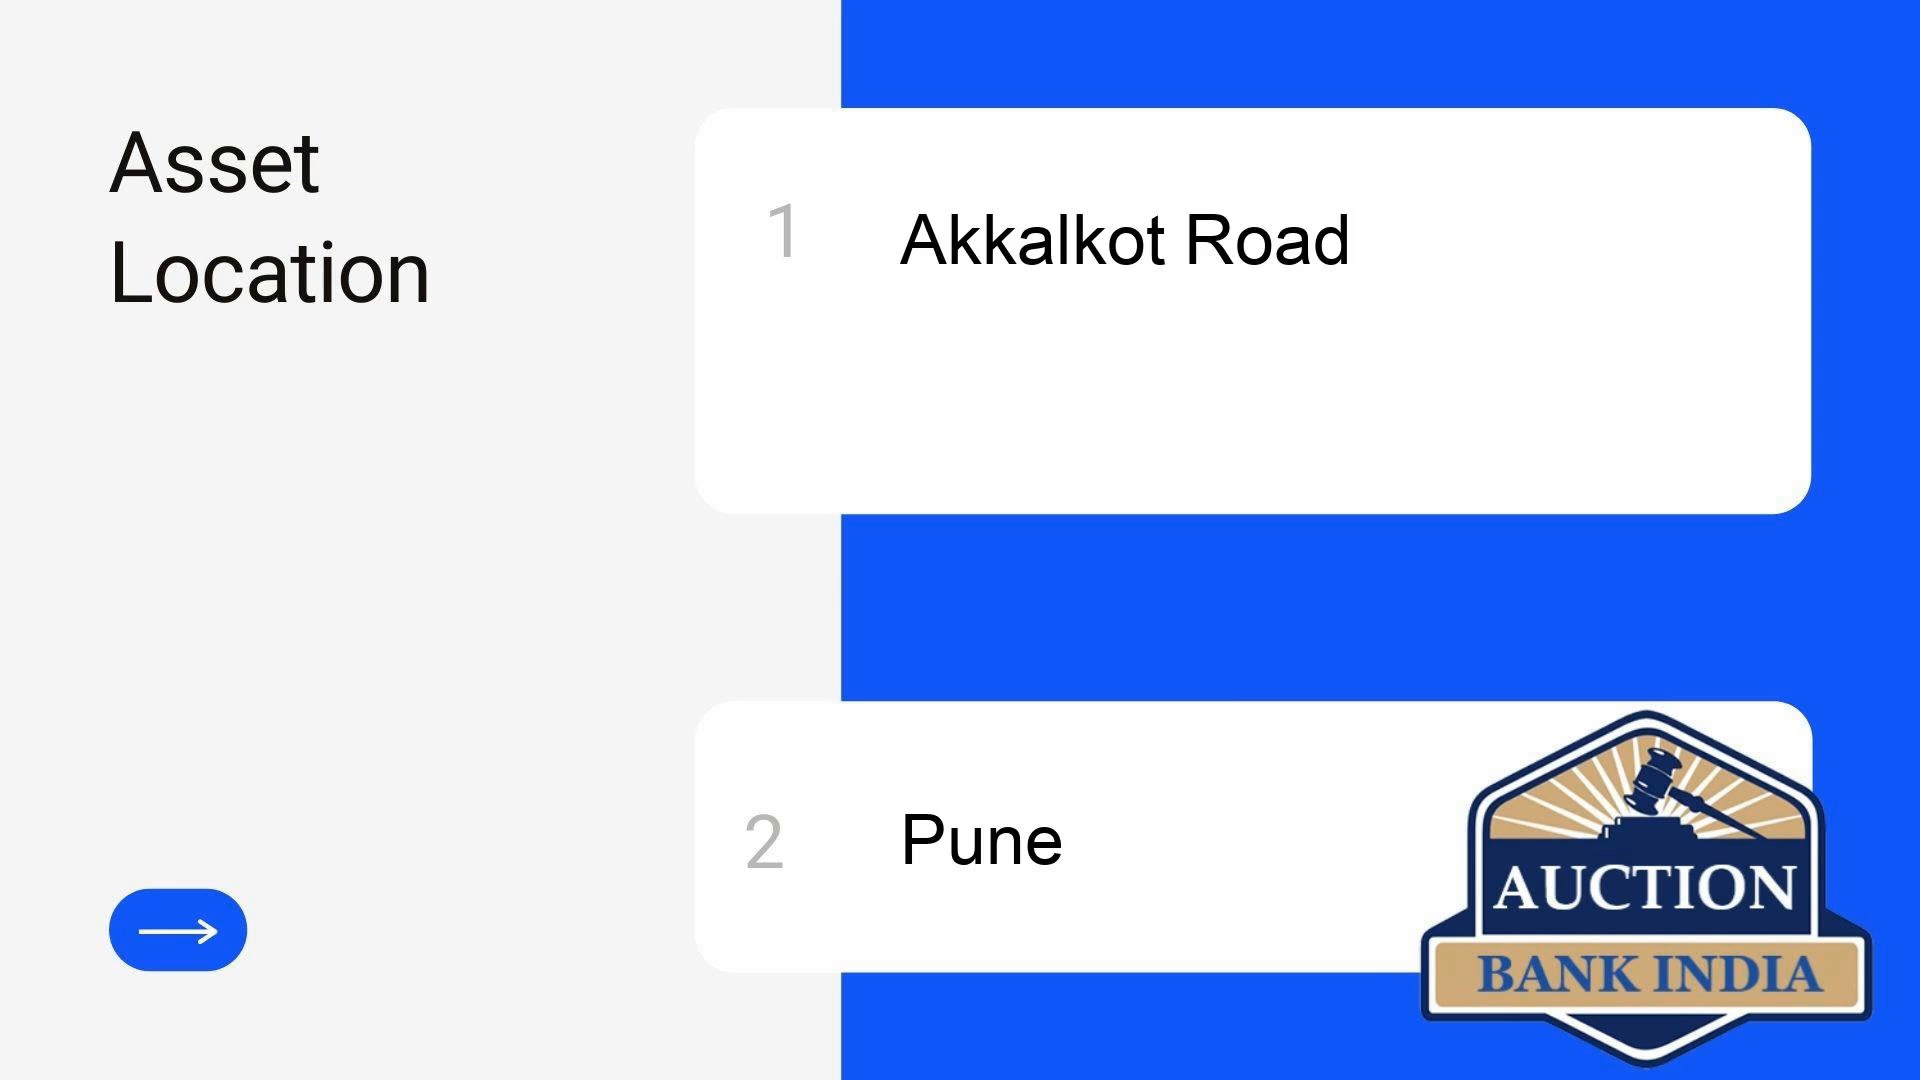 Asset
Location
1
Akkalkot Road
2
Pune
AUCTION
BANK INDIA